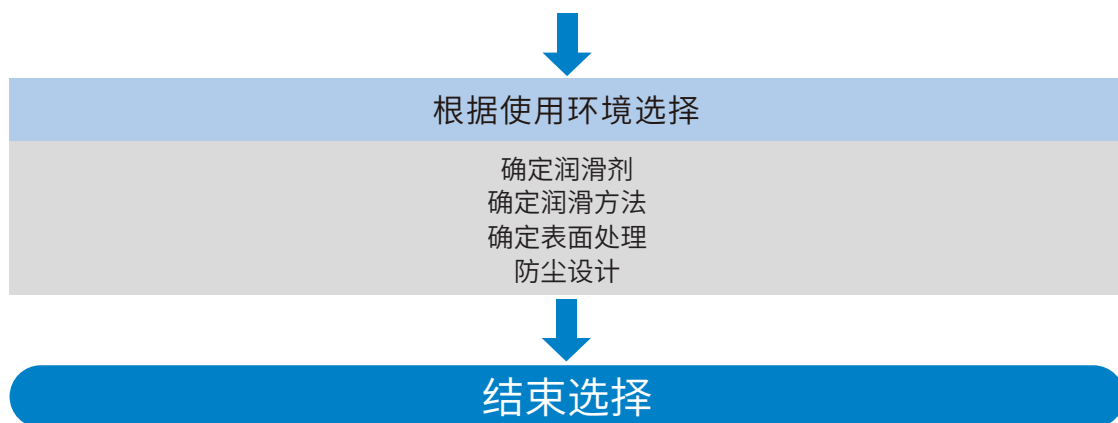 根据使用环境选择
确定润滑剂
确定润滑方法
确定表面处理
防尘设计
结束选择